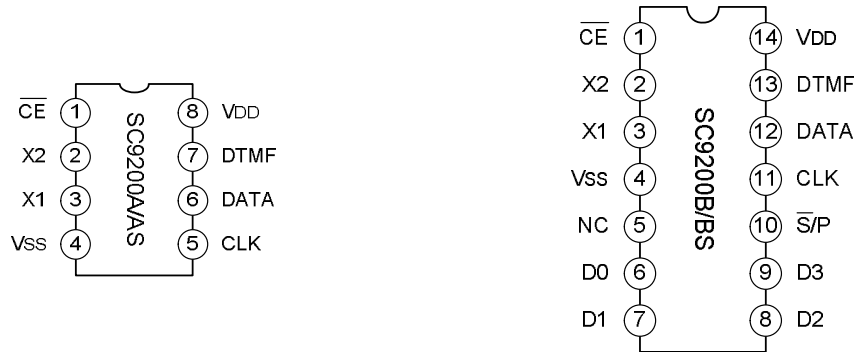 C̅E̅ 1 8 VDD
X2 2 7 DTMF
X1 3 6 DATA
VSS 4 5 CLK
SC9200A/AS
C̅E̅ 1 14 VDD
X2 2 13 DTMF
X1 3 12 DATA
VSS 4 11 CLK
NC 5 10 S̅/P
D0 6 9 D3
D1 7 8 D2
SC9200B/BS